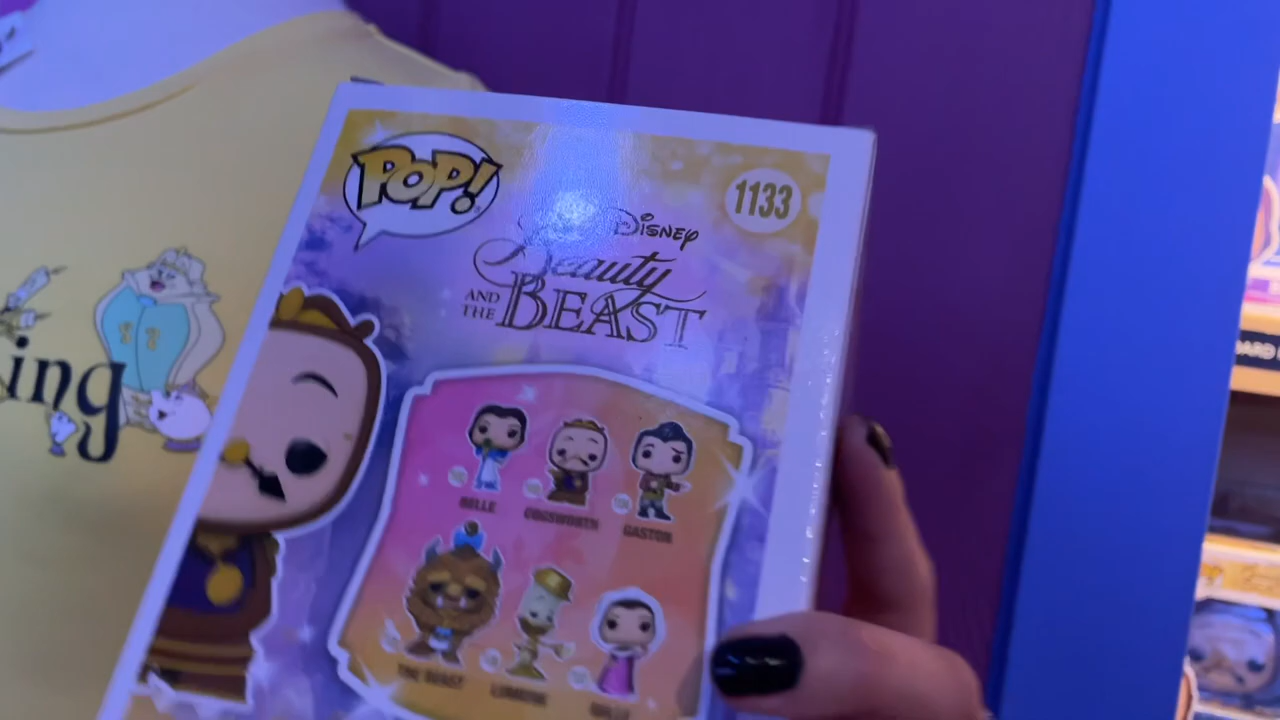 POP!
1133
Disney
Beauty
AND
THE
BEAST
BELLE
COGSWORTH
GASTON
THE BEAST
LUMIERE
BELLE
ing